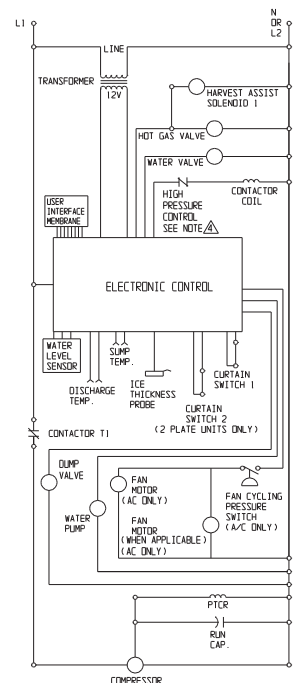 L1
N
OR
L2
LINE
TRANSFORMER
12V
HARVEST ASSIST
SOLENOID 1
HOT GAS VALVE
WATER VALVE
HIGH
PRESSURE
CONTROL
SEE NOTE 4
CONTACTOR
COIL
USER
INTERFACE
MEMBRANE
ELECTRONIC CONTROL
WATER
LEVEL
SENSOR
SUMP
TEMP.
DISCHARGE
TEMP.
ICE
THICKNESS
PROBE
CURTAIN
SWITCH 1
CURTAIN
SWITCH 2
(2 PLATE UNITS ONLY)
CONTACTOR T1
DUMP
VALVE
WATER
PUMP
FAN
MOTOR
(AC ONLY)
FAN
MOTOR
(WHEN APPLICABLE)
(AC ONLY)
FAN CYCLING
PRESSURE
SWITCH
(A/C ONLY)
PTCR
RUN
CAP.
COMPRESSOR